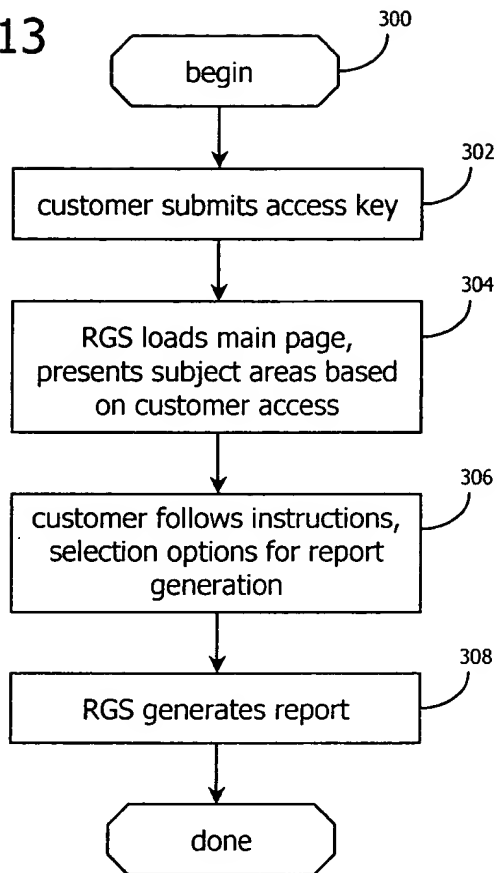 13
300
begin
302
customer submits access key
304
RGS loads main page,
presents subject areas based
on customer access
306
customer follows instructions,
selection options for report
generation
308
RGS generates report
done